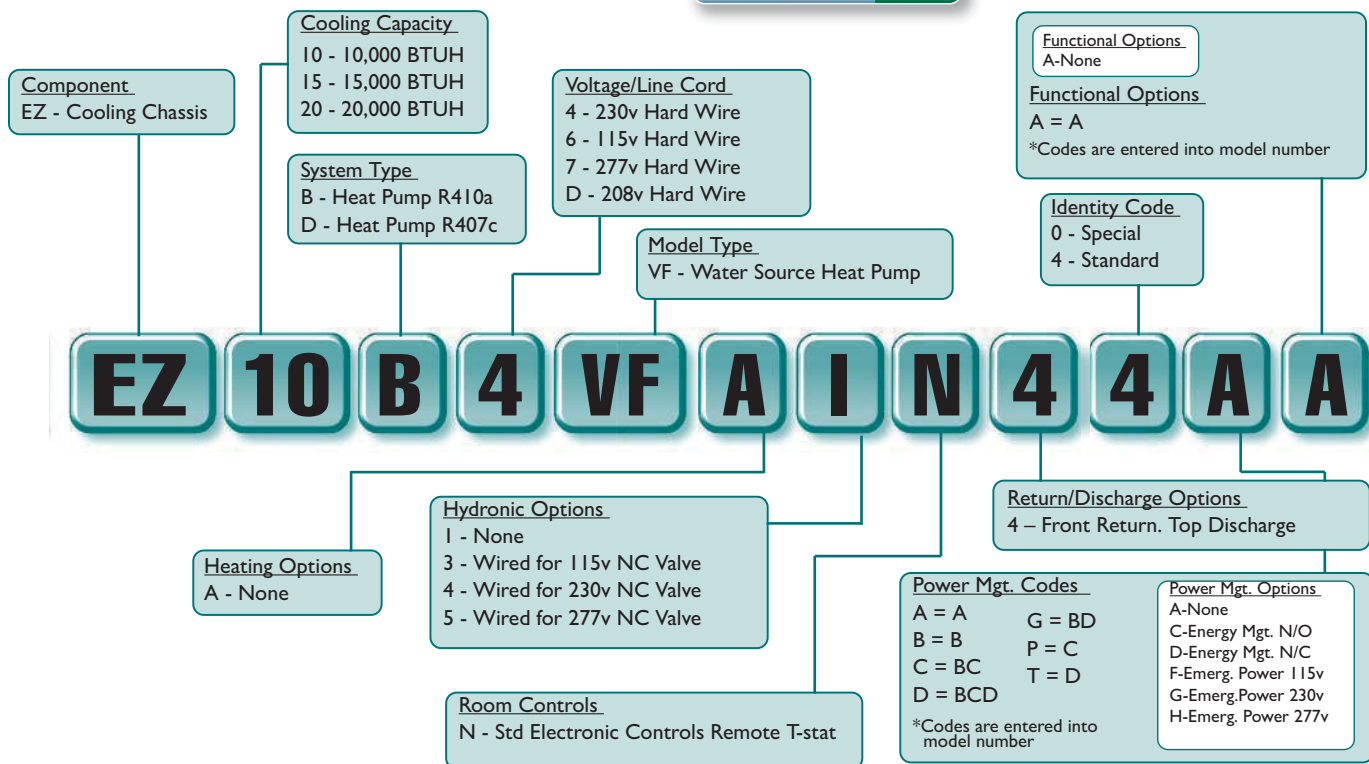 Cooling Capacity
10 - 10,000 BTUH
15 - 15,000 BTUH
20 - 20,000 BTUH
Component
EZ - Cooling Chassis
System Type
B - Heat Pump R410a
D - Heat Pump R407c
Voltage/Line Cord
4 - 230v Hard Wire
6 - 115v Hard Wire
7 - 277v Hard Wire
D - 208v Hard Wire
Model Type
VF - Water Source Heat Pump
Functional Options
A-None
Functional Options
A = A
*Codes are entered into model number
Identity Code
0 - Special
4 - Standard
EZ 10 B 4 VF A I N 4 4 A A
Heating Options
A - None
Hydronic Options
1 - None
3 - Wired for 115v NC Valve
4 - Wired for 230v NC Valve
5 - Wired for 277v NC Valve
Room Controls
N - Std Electronic Controls Remote T-stat
Return/Discharge Options
4 – Front Return. Top Discharge
Power Mgt. Codes
A = A
B = B
C = BC
D = BCD
G = BD
P = C
T = D
*Codes are entered into
model number
Power Mgt. Options
A-None
C-Energy Mgt. N/O
D-Energy Mgt. N/C
F-Emerg. Power 115v
G-Emerg.Power 230v
H-Emerg. Power 277v